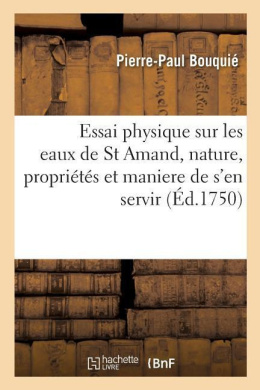 Pierre-Paul Bouquié
Essai physique sur les eaux de St Amand, nature, propriétés et maniere de s'en servir (Éd.1750)
hachette
LIVRE
{BnF